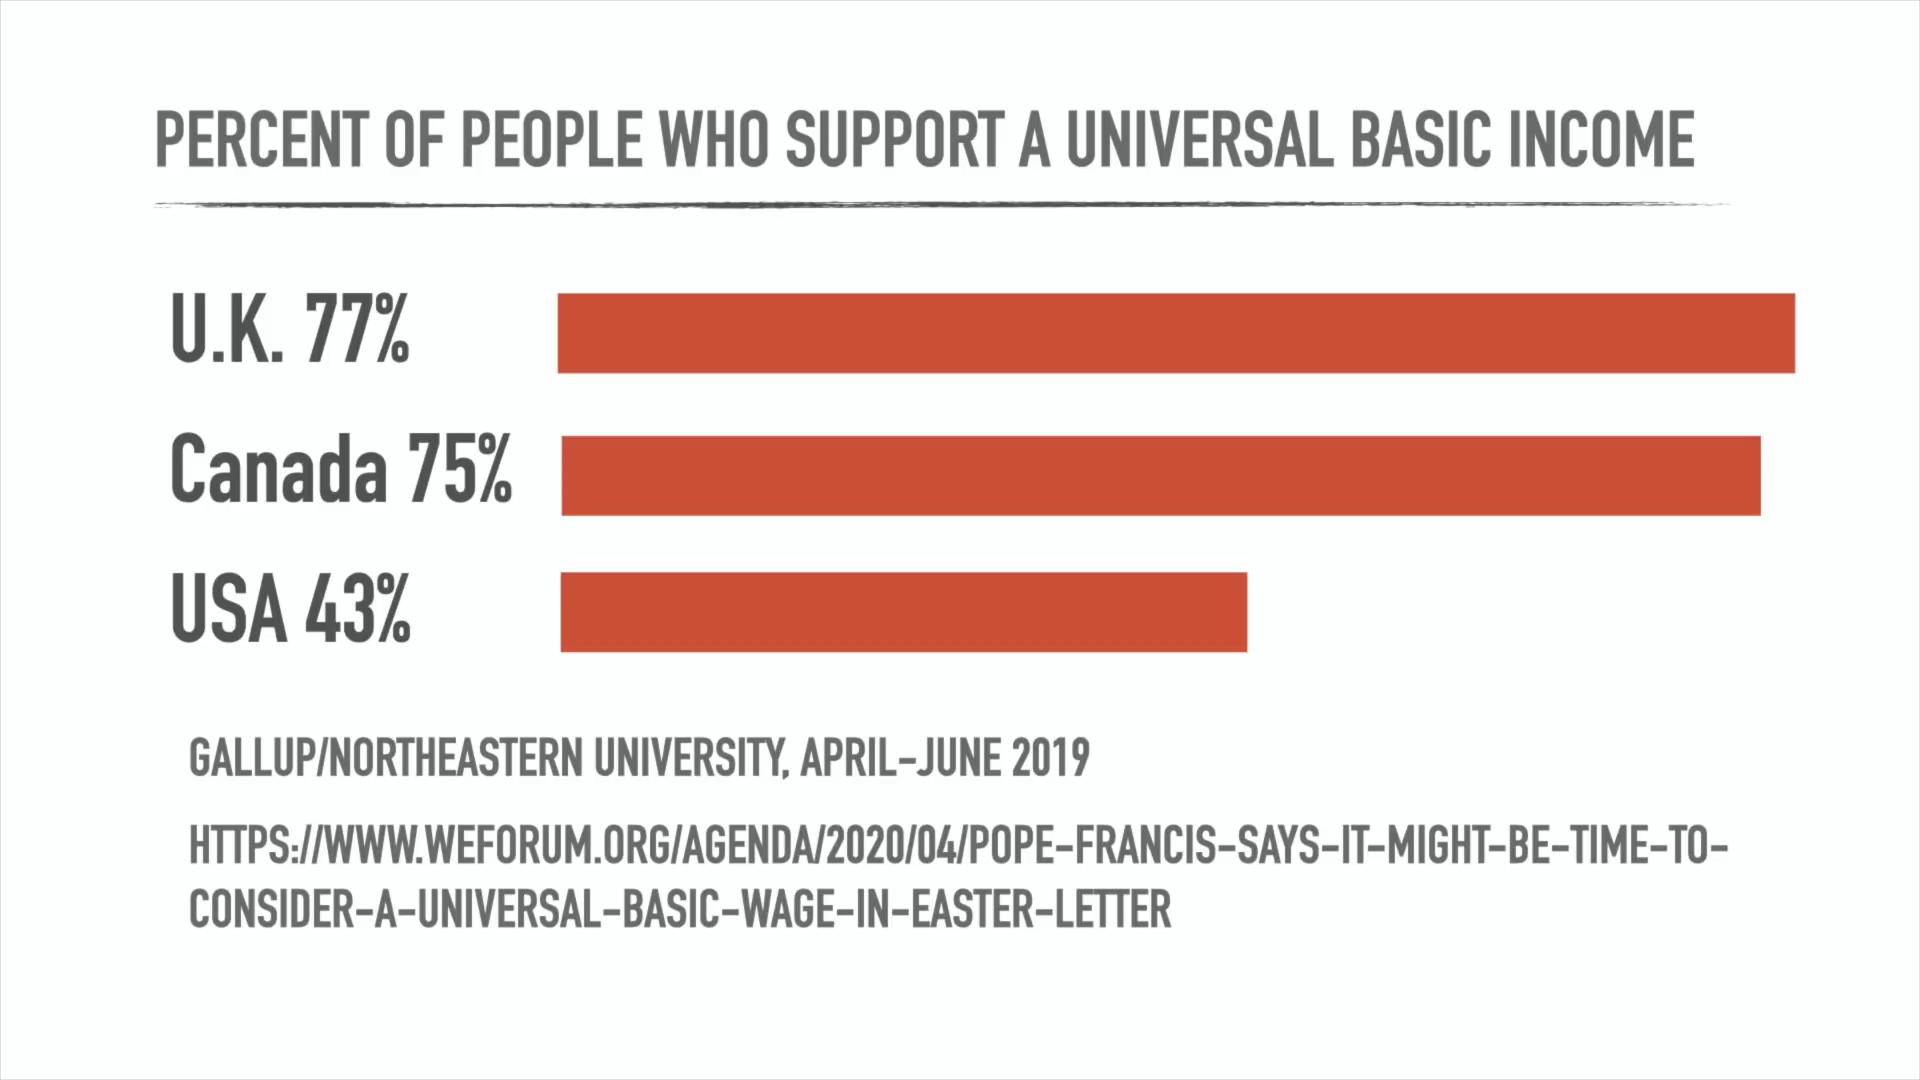 PERCENT OF PEOPLE WHO SUPPORT A UNIVERSAL BASIC INCOME
U.K. 77%
Canada 75%
USA 43%
GALLUP/NORTHEASTERN UNIVERSITY, APRIL-JUNE 2019
HTTPS://WWW.WEFORUM.ORG/AGENDA/2020/04/POPE-FRANCIS-SAYS-IT-MIGHT-BE-TIME-TO-
CONSIDER-A-UNIVERSAL-BASIC-WAGE-IN-EASTER-LETTER